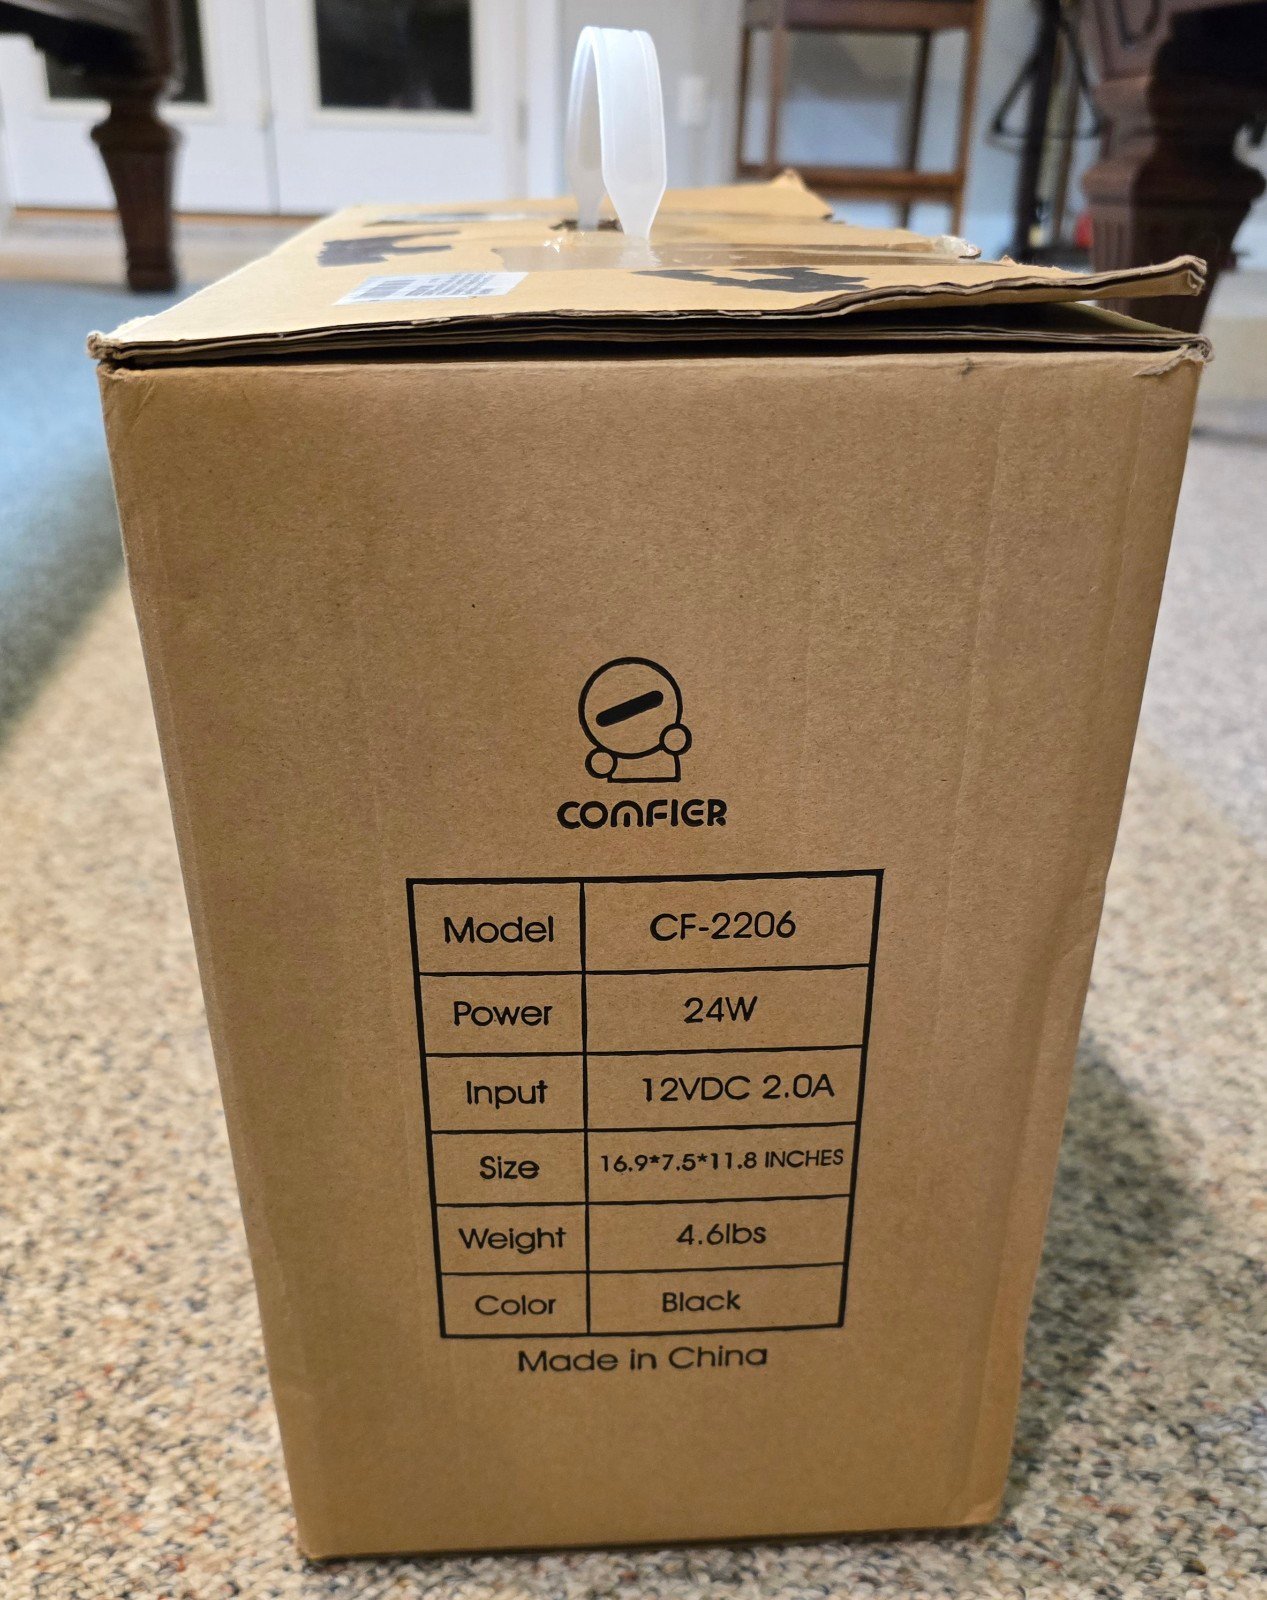 COMFIER
Model CF-2206
Power 24W
Input 12VDC 2.0A
Size 16.9*7.5*11.8 INCHES
Weight 4.6lbs
Color Black
Made in China